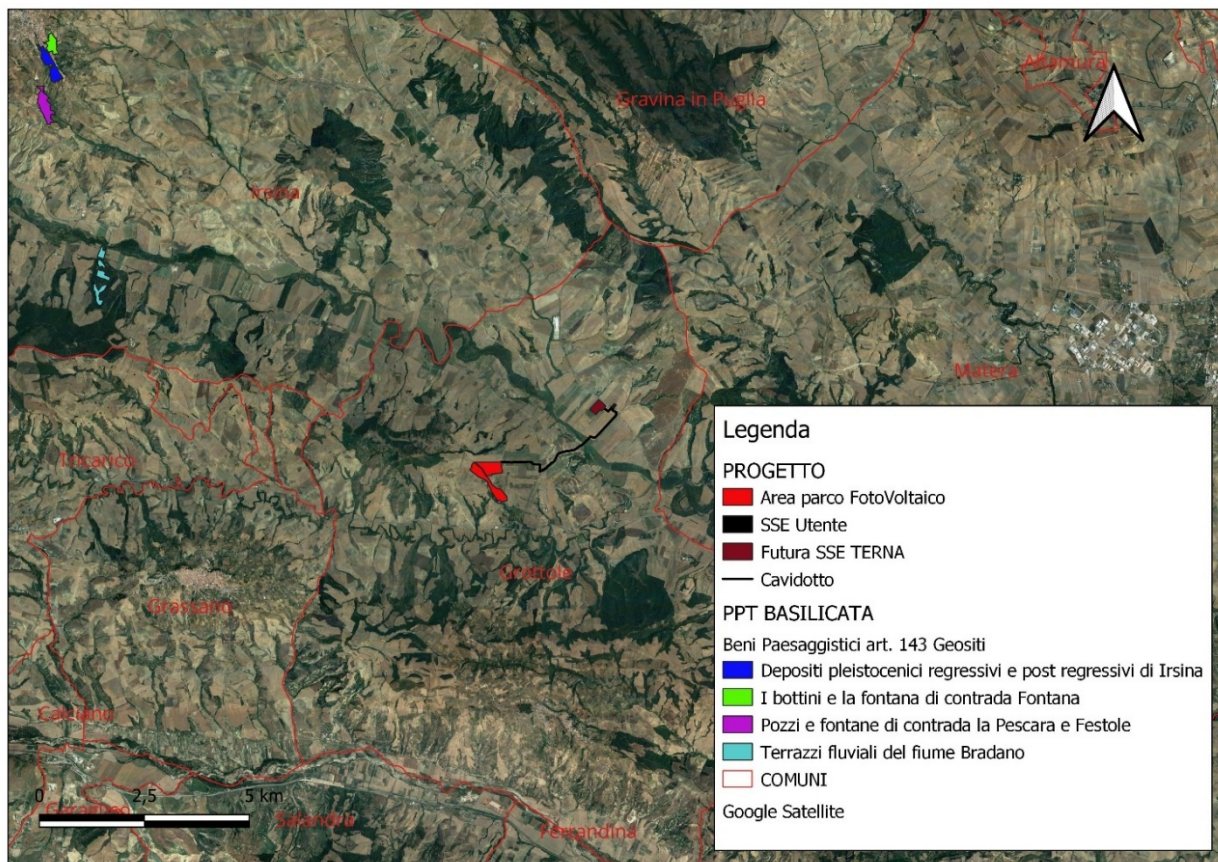 Altamura
Gravina in Puglia
Irsina
Matera
Tricarico
Grottole
Grassano
Calciano
0 2,5 5 km
Garaguso
Salandra
Ferrandina
Legenda
PROGETTO
Area parco FotoVoltaico
SSE Utente
Futura SSE TERNA
Cavidotto
PPT BASILICATA
Beni Paesaggistici art. 143 Geositi
Depositi pleistocenici regressivi e post regressivi di Irsina
I bottini e la fontana di contrada Fontana
Pozzi e fontane di contrada la Pescara e Festole
Terrazzi fluviali del fiume Bradano
COMUNI
Google Satellite